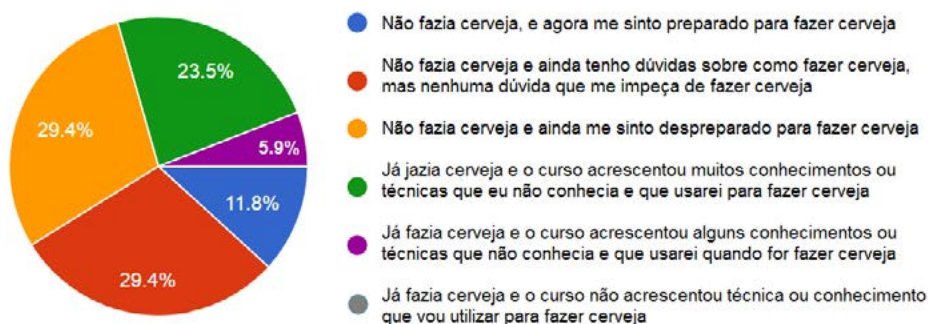 23.5%
29.4%
5.9%
11.8%
29.4%
Não fazia cerveja, e agora me sinto preparado para fazer cerveja
Não fazia cerveja e ainda tenho dúvidas sobre como fazer cerveja,
mas nenhuma dúvida que me impeça de fazer cerveja
Não fazia cerveja e ainda me sinto despreparado para fazer cerveja
Já jazia cerveja e o curso acrescentou muitos conhecimentos ou
técnicas que eu não conhecia e que usarei para fazer cerveja
Já fazia cerveja e o curso acrescentou alguns conhecimentos ou
técnicas que não conhecia e que usarei quando for fazer cerveja
Já fazia cerveja e o curso não acrescentou técnica ou conhecimento
que vou utilizar para fazer cerveja